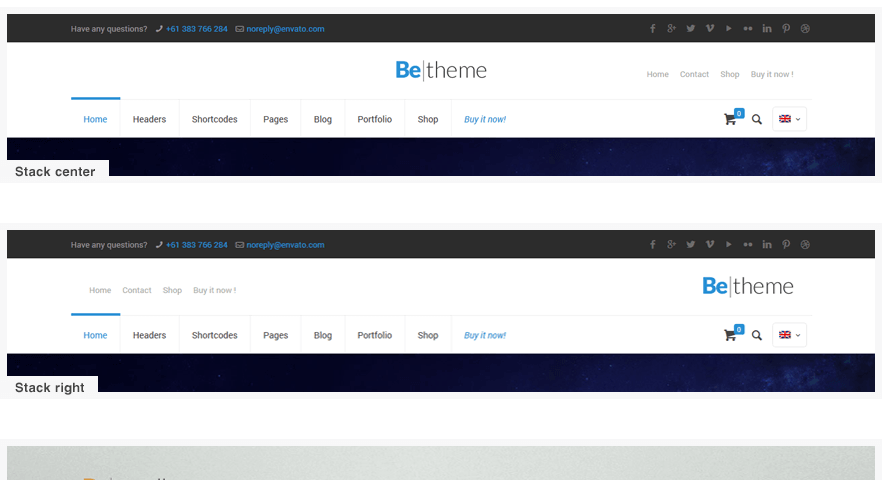 Have any questions? +61 383 766 284 noreply@envato.com
Be|theme
Home Contact Shop Buy it now !
Home Headers Shortcodes Pages Blog Portfolio Shop Buy it now! 0
Stack center
Have any questions? +61 383 766 284 noreply@envato.com
Be|theme
Home Contact Shop Buy it now !
Home Headers Shortcodes Pages Blog Portfolio Shop Buy it now! 0
Stack right